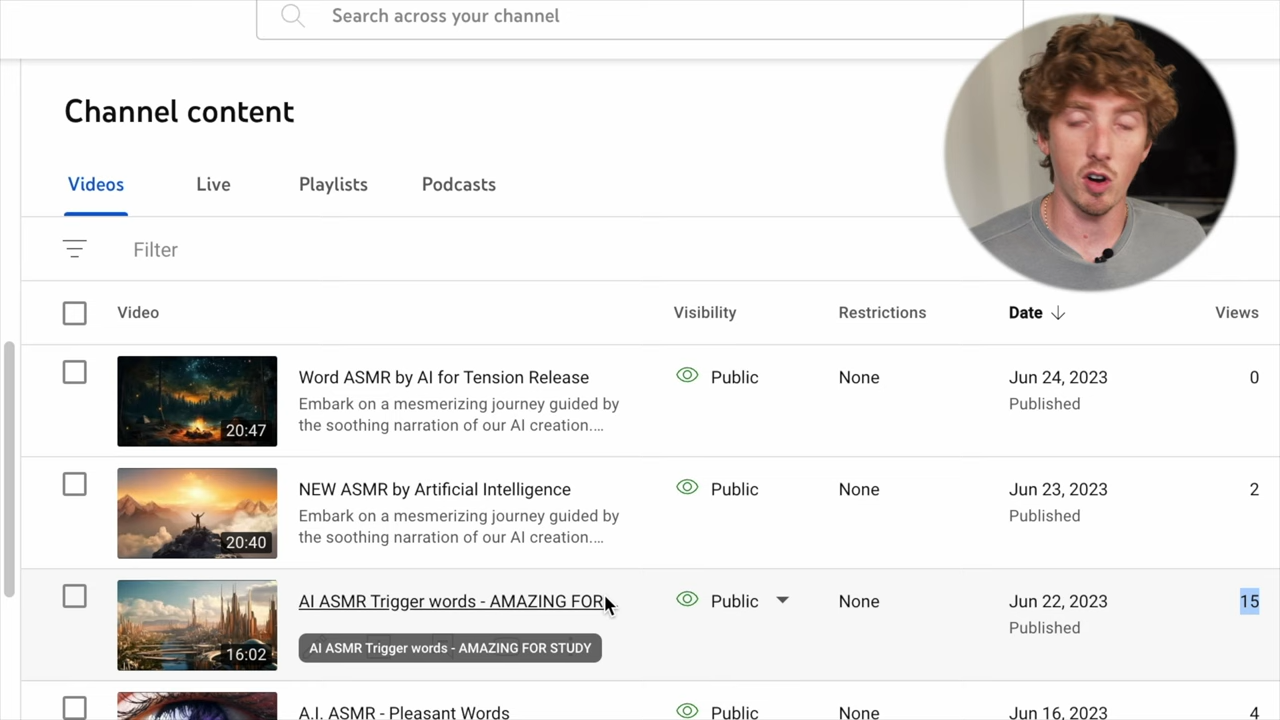 Search across your channel
Channel content
Videos Live Playlists Podcasts
Filter
Video Visibility Restrictions Date Views
Word ASMR by AI for Tension Release Public None Jun 24, 2023 0
Embark on a mesmerizing journey guided by Published
the soothing narration of our AI creation....
20:47
NEW ASMR by Artificial Intelligence Public None Jun 23, 2023 2
Embark on a mesmerizing journey guided by Published
the soothing narration of our AI creation....
20:40
AI ASMR Trigger words - AMAZING FOR Public None Jun 22, 2023 15
Published
AI ASMR Trigger words - AMAZING FOR STUDY
16:02
A.I. ASMR - Pleasant Words Public None Jun 16, 2023 4